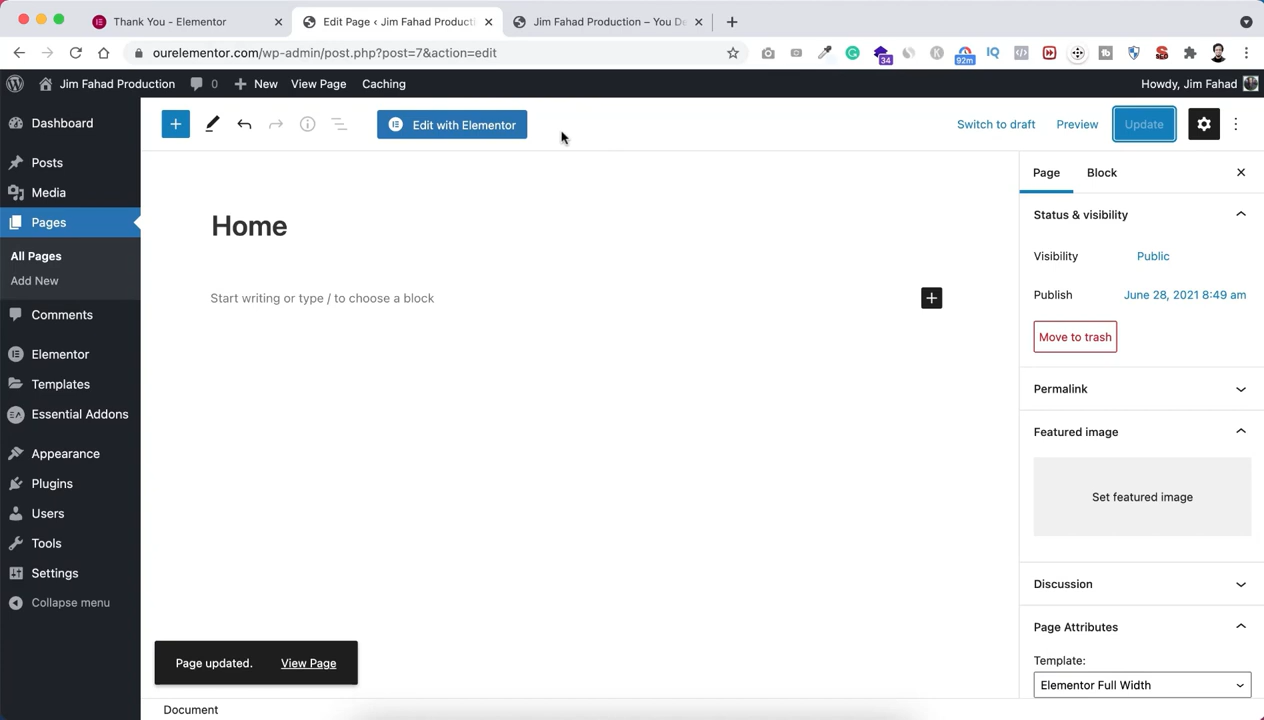 Thank You - Elementor
Edit Page ‹ Jim Fahad Producti
Jim Fahad Production – You De
ourelementor.com/wp-admin/post.php?post=7&action=edit
34
92m
IQ
Jim Fahad Production
0
New
View Page
Caching
Howdy, Jim Fahad
Dashboard
Posts
Media
Pages
All Pages
Add New
Comments
Elementor
Templates
Essential Addons
Appearance
Plugins
Users
Tools
Settings
Collapse menu
Edit with Elementor
Switch to draft
Preview
Update
Home
Start writing or type / to choose a block
Page updated.
View Page
Document
Page
Block
Status & visibility
Visibility
Public
Publish
June 28, 2021 8:49 am
Move to trash
Permalink
Featured image
Set featured image
Discussion
Page Attributes
Template:
Elementor Full Width